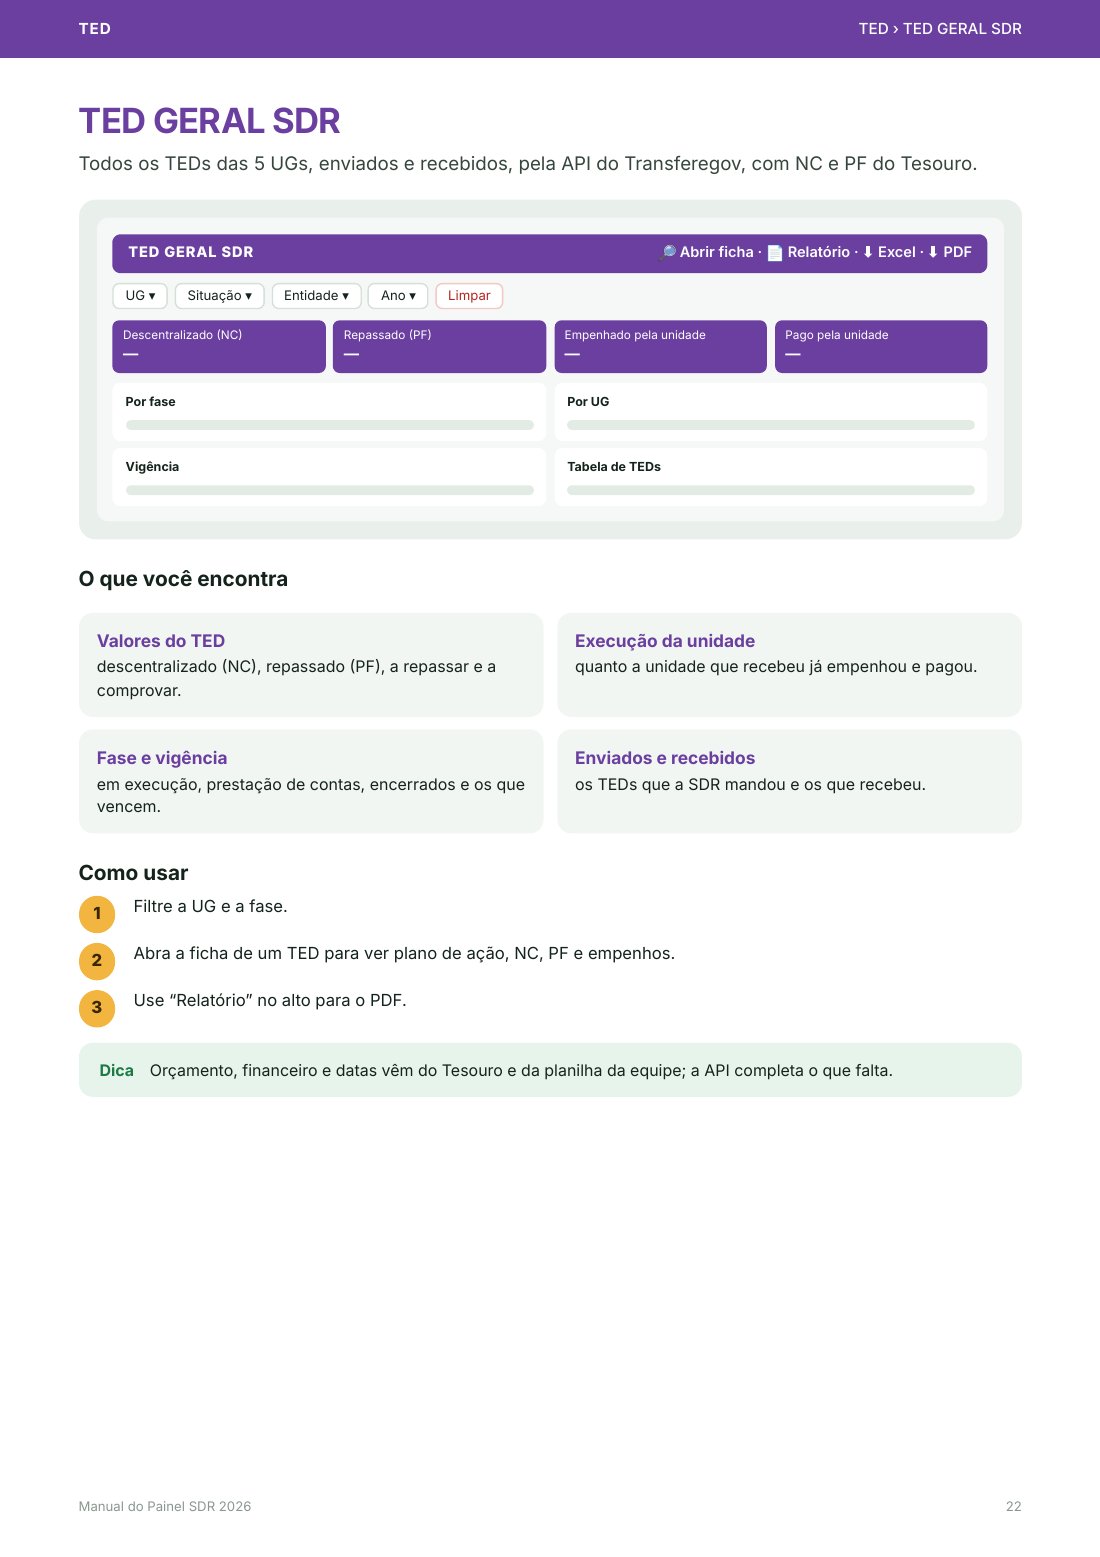 TED
TED › TED GERAL SDR
TED GERAL SDR
Todos os TEDs das 5 UGs, enviados e recebidos, pela API do Transferegov, com NC e PF do Tesouro.
TED GERAL SDR
🔎 Abrir ficha · 📄 Relatório · ⬇ Excel · ⬇ PDF
UG ▾
Situação ▾
Entidade ▾
Ano ▾
Limpar
Descentralizado (NC)
—
Repassado (PF)
—
Empenhado pela unidade
—
Pago pela unidade
—
Por fase
Por UG
Vigência
Tabela de TEDs
O que você encontra
Valores do TED
descentralizado (NC), repassado (PF), a repassar e a
comprovar.
Execução da unidade
quanto a unidade que recebeu já empenhou e pagou.
Fase e vigência
em execução, prestação de contas, encerrados e os que
vencem.
Enviados e recebidos
os TEDs que a SDR mandou e os que recebeu.
Como usar
1 Filtre a UG e a fase.
2 Abra a ficha de um TED para ver plano de ação, NC, PF e empenhos.
3 Use “Relatório” no alto para o PDF.
Dica Orçamento, financeiro e datas vêm do Tesouro e da planilha da equipe; a API completa o que falta.
Manual do Painel SDR 2026
22